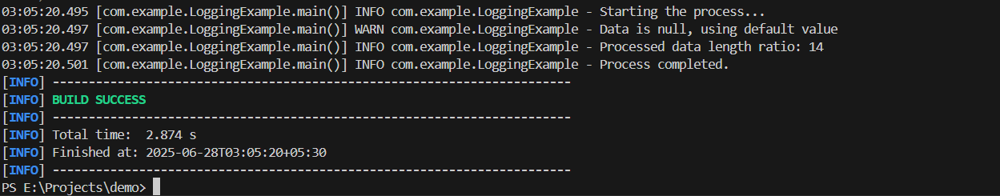 03:05:20.495 [com.example.LoggingExample.main()] INFO com.example.LoggingExample - Starting the process...
03:05:20.497 [com.example.LoggingExample.main()] WARN com.example.LoggingExample - Data is null, using default value
03:05:20.497 [com.example.LoggingExample.main()] INFO com.example.LoggingExample - Processed data length ratio: 14
03:05:20.501 [com.example.LoggingExample.main()] INFO com.example.LoggingExample - Process completed.
[INFO] ------------------------------------------------------------------------
[INFO] BUILD SUCCESS
[INFO] ------------------------------------------------------------------------
[INFO] Total time:  2.874 s
[INFO] Finished at: 2025-06-28T03:05:20+05:30
[INFO] ------------------------------------------------------------------------
PS E:\Projects\demo>